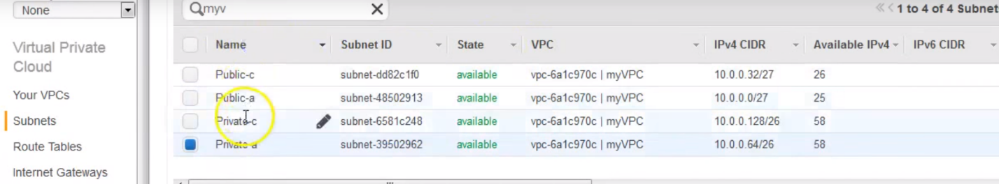 None
Virtual Private
Cloud
Your VPCs
Subnets
Route Tables
Internet Gateways
myv
1 to 4 of 4 Subnet
Name Subnet ID State VPC IPv4 CIDR Available IPv4 IPv6 CIDR
Public-c subnet-dd82c1f0 available vpc-6a1c970c | myVPC 10.0.0.32/27 26
Public-a subnet-48502913 available vpc-6a1c970c | myVPC 10.0.0.0/27 25
Private-c subnet-6581c248 available vpc-6a1c970c | myVPC 10.0.0.128/26 58
Private-a subnet-39502962 available vpc-6a1c970c | myVPC 10.0.0.64/26 58